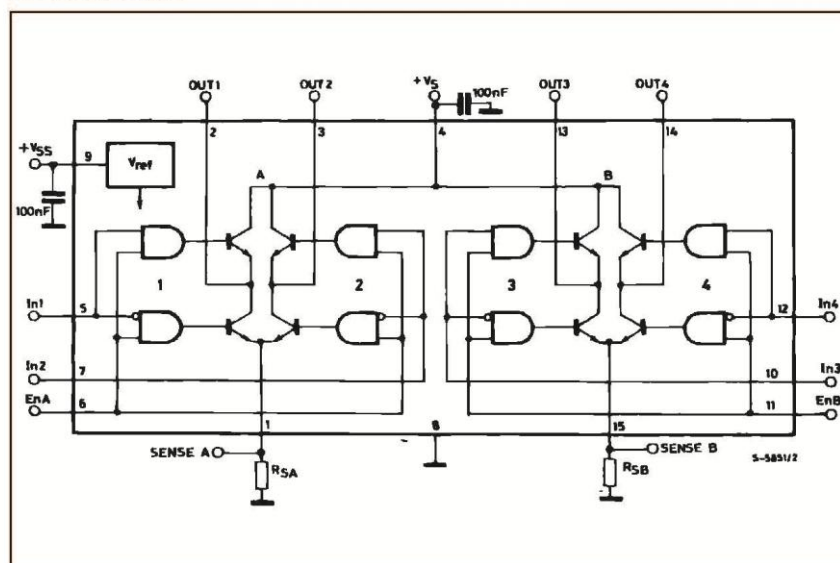 OUT1 OUT2 +VS 100nF OUT3 OUT4
2 3 4 13 14
+VSS 9 Vref A B
100nF
1 2 3 4
In1 5 12 In4
In2 7 10 In3
EnA 6 11 EnB
1 8 15
SENSE A SENSE B S-5851/2
RSA RSB